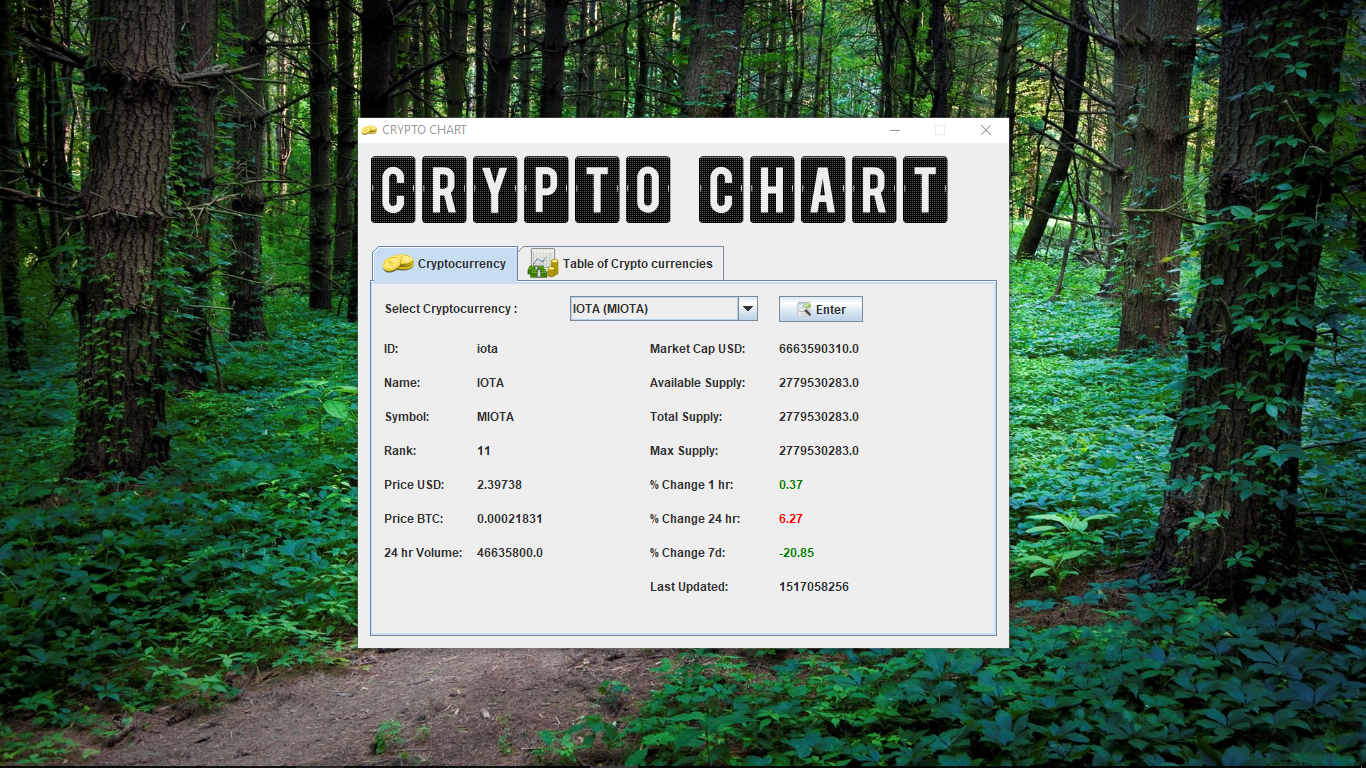 CRYPTO CHART
CRYPTO CHART
Cryptocurrency Table of Crypto currencies
Select Cryptocurrency : IOTA (MIOTA) Enter
ID: iota Market Cap USD: 6663590310.0
Name: IOTA Available Supply: 2779530283.0
Symbol: MIOTA Total Supply: 2779530283.0
Rank: 11 Max Supply: 2779530283.0
Price USD: 2.39738 % Change 1 hr: 0.37
Price BTC: 0.00021831 % Change 24 hr: 6.27
24 hr Volume: 46635800.0 % Change 7d: -20.85
Last Updated: 1517058256